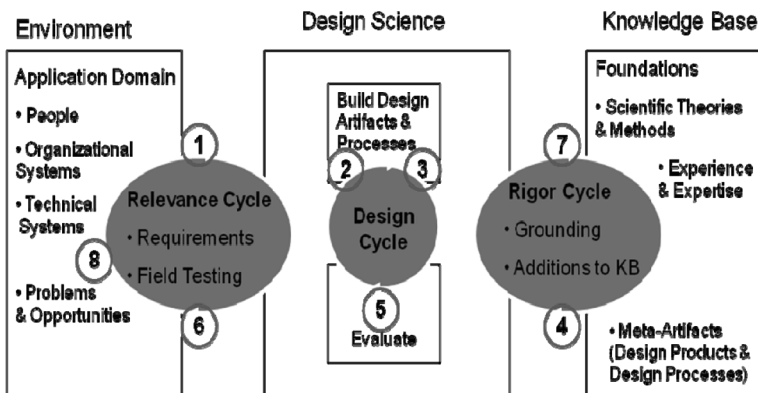 Environment
Design Science
Knowledge Base
Application Domain
• People
• Organizational
Systems
• Technical
Systems
• Problems
& Opportunities
1
Relevance Cycle
• Requirements
• Field Testing
8
6
Build Design
Artifacts &
Processes
2
3
Design
Cycle
5
Evaluate
7
Rigor Cycle
• Grounding
• Additions to KB
4
Foundations
• Scientific Theories
& Methods
• Experience
& Expertise
• Meta-Artifacts
(Design Products &
Design Processes)